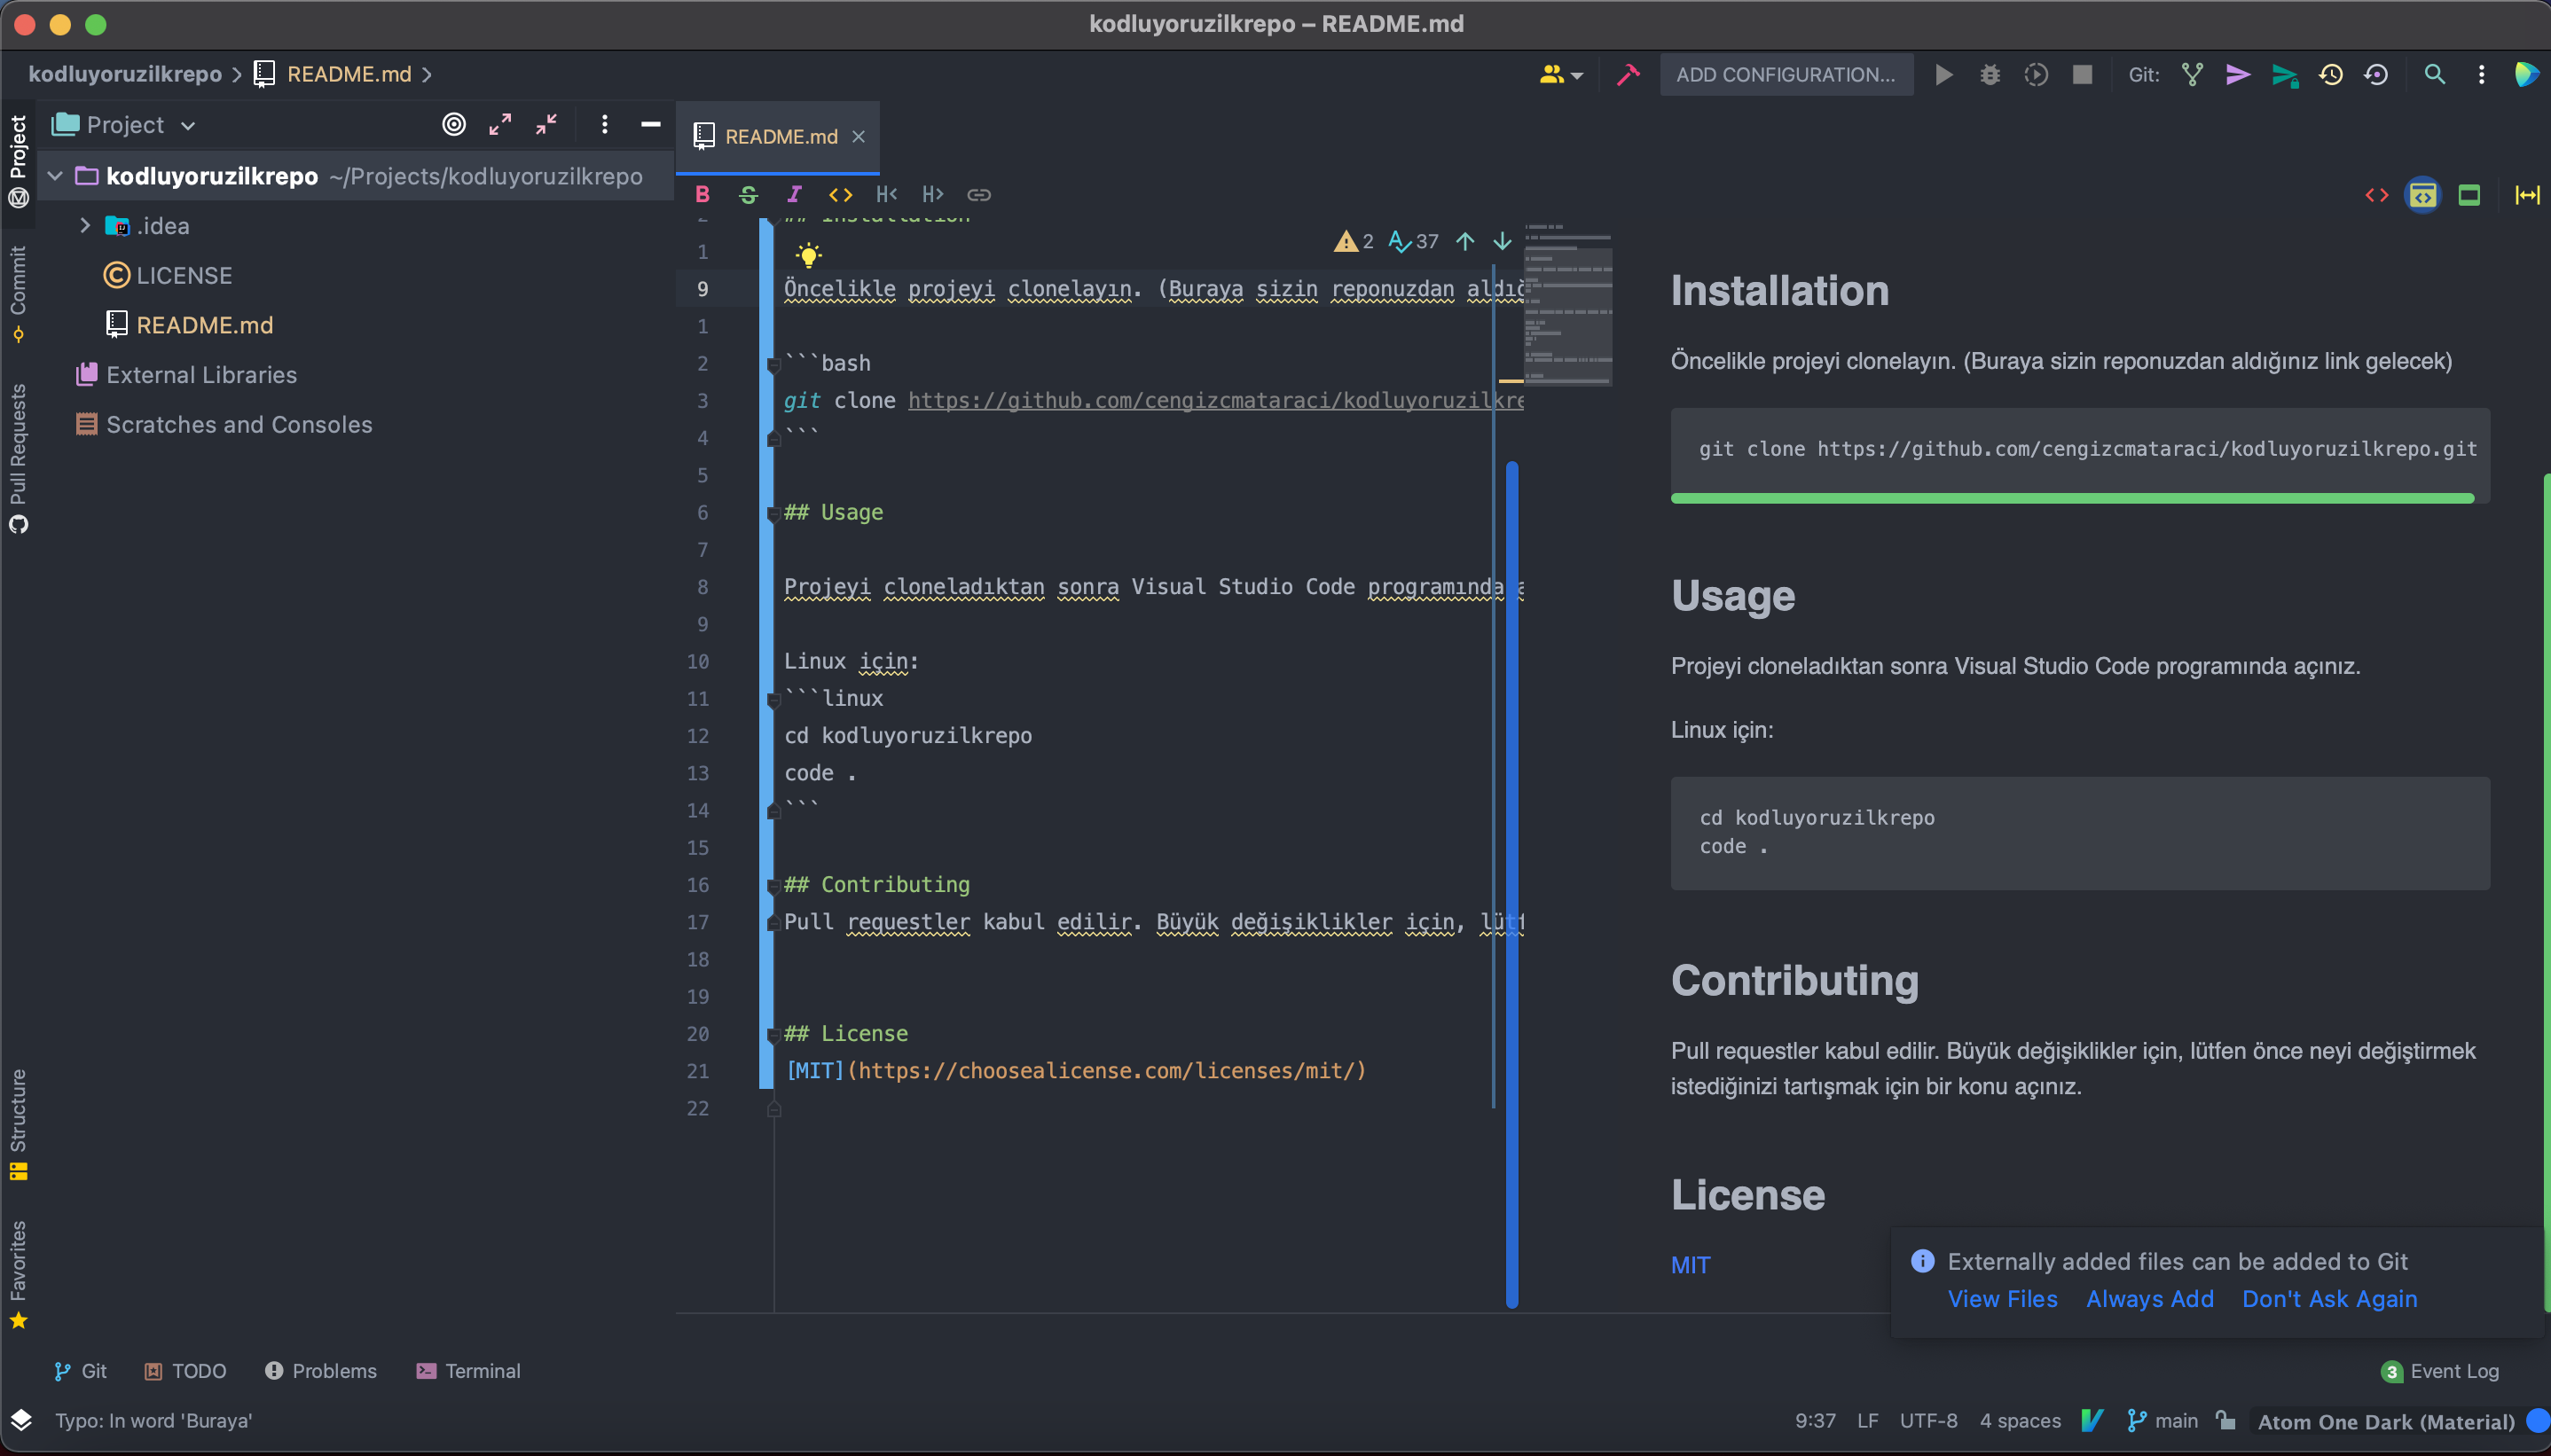 kodluyoruzilkrepo – README.md
kodluyoruzilkrepo > README.md >
ADD CONFIGURATION...
Git:
Project
README.md ×
kodluyoruzilkrepo ~/Projects/kodluyoruzilkrepo
.idea
LICENSE
README.md
External Libraries
Scratches and Consoles
Project
Commit
Pull Requests
Structure
Favorites
B S I <> H< H>
2 ## Installation
2 37
1
9 Öncelikle projeyi clonelayın. (Buraya sizin reponuzdan aldığ
1
2 ```bash
3 git clone https://github.com/cengizcmataraci/kodluyoruzilkre
4 ```
5
6 ## Usage
7
8 Projeyi cloneladıktan sonra Visual Studio Code programında a
9
10 Linux için:
11 ```linux
12 cd kodluyoruzilkrepo
13 code .
14 ```
15
16 ## Contributing
17 Pull requestler kabul edilir. Büyük değişiklikler için, lütf
18
19
20 ## License
21 [MIT](https://choosealicense.com/licenses/mit/)
22
Installation
Öncelikle projeyi clonelayın. (Buraya sizin reponuzdan aldığınız link gelecek)
git clone https://github.com/cengizcmataraci/kodluyoruzilkrepo.git
Usage
Projeyi cloneladıktan sonra Visual Studio Code programında açınız.
Linux için:
cd kodluyoruzilkrepo
code .
Contributing
Pull requestler kabul edilir. Büyük değişiklikler için, lütfen önce neyi değiştirmek
istediğinizi tartışmak için bir konu açınız.
License
MIT
Externally added files can be added to Git
View Files Always Add Don't Ask Again
Git TODO Problems Terminal
3 Event Log
Typo: In word 'Buraya'
9:37 LF UTF-8 4 spaces main Atom One Dark (Material)